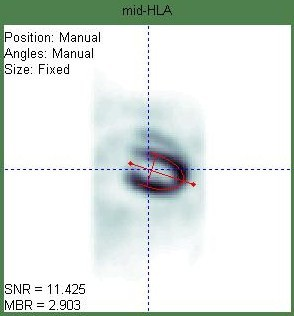 mid-HLA
Position: Manual
Angles: Manual
Size: Fixed
SNR = 11.425
MBR = 2.903